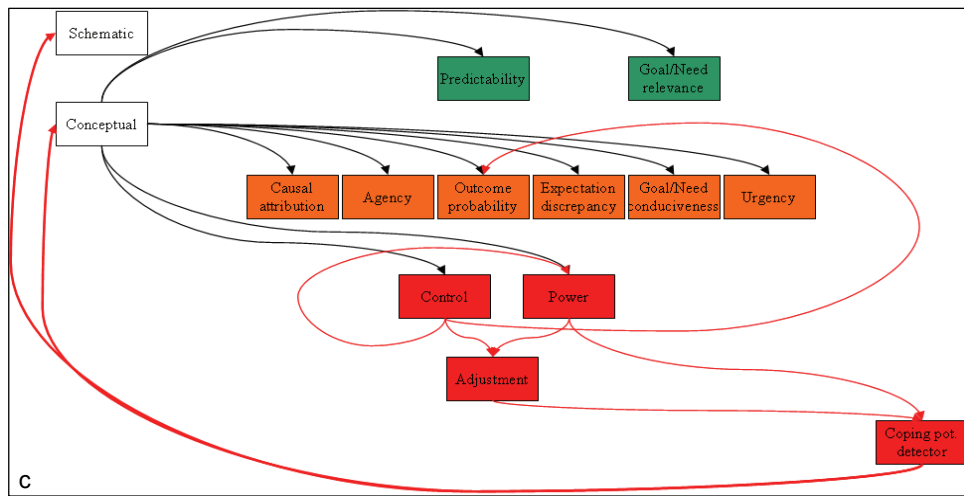 Schematic
Predictability
Goal/Need
relevance
Conceptual
Causal
attribution
Agency
Outcome
probability
Expectation
discrepancy
Goal/Need
conduciveness
Urgency
Control
Power
Adjustment
Coping pot.
detector
C